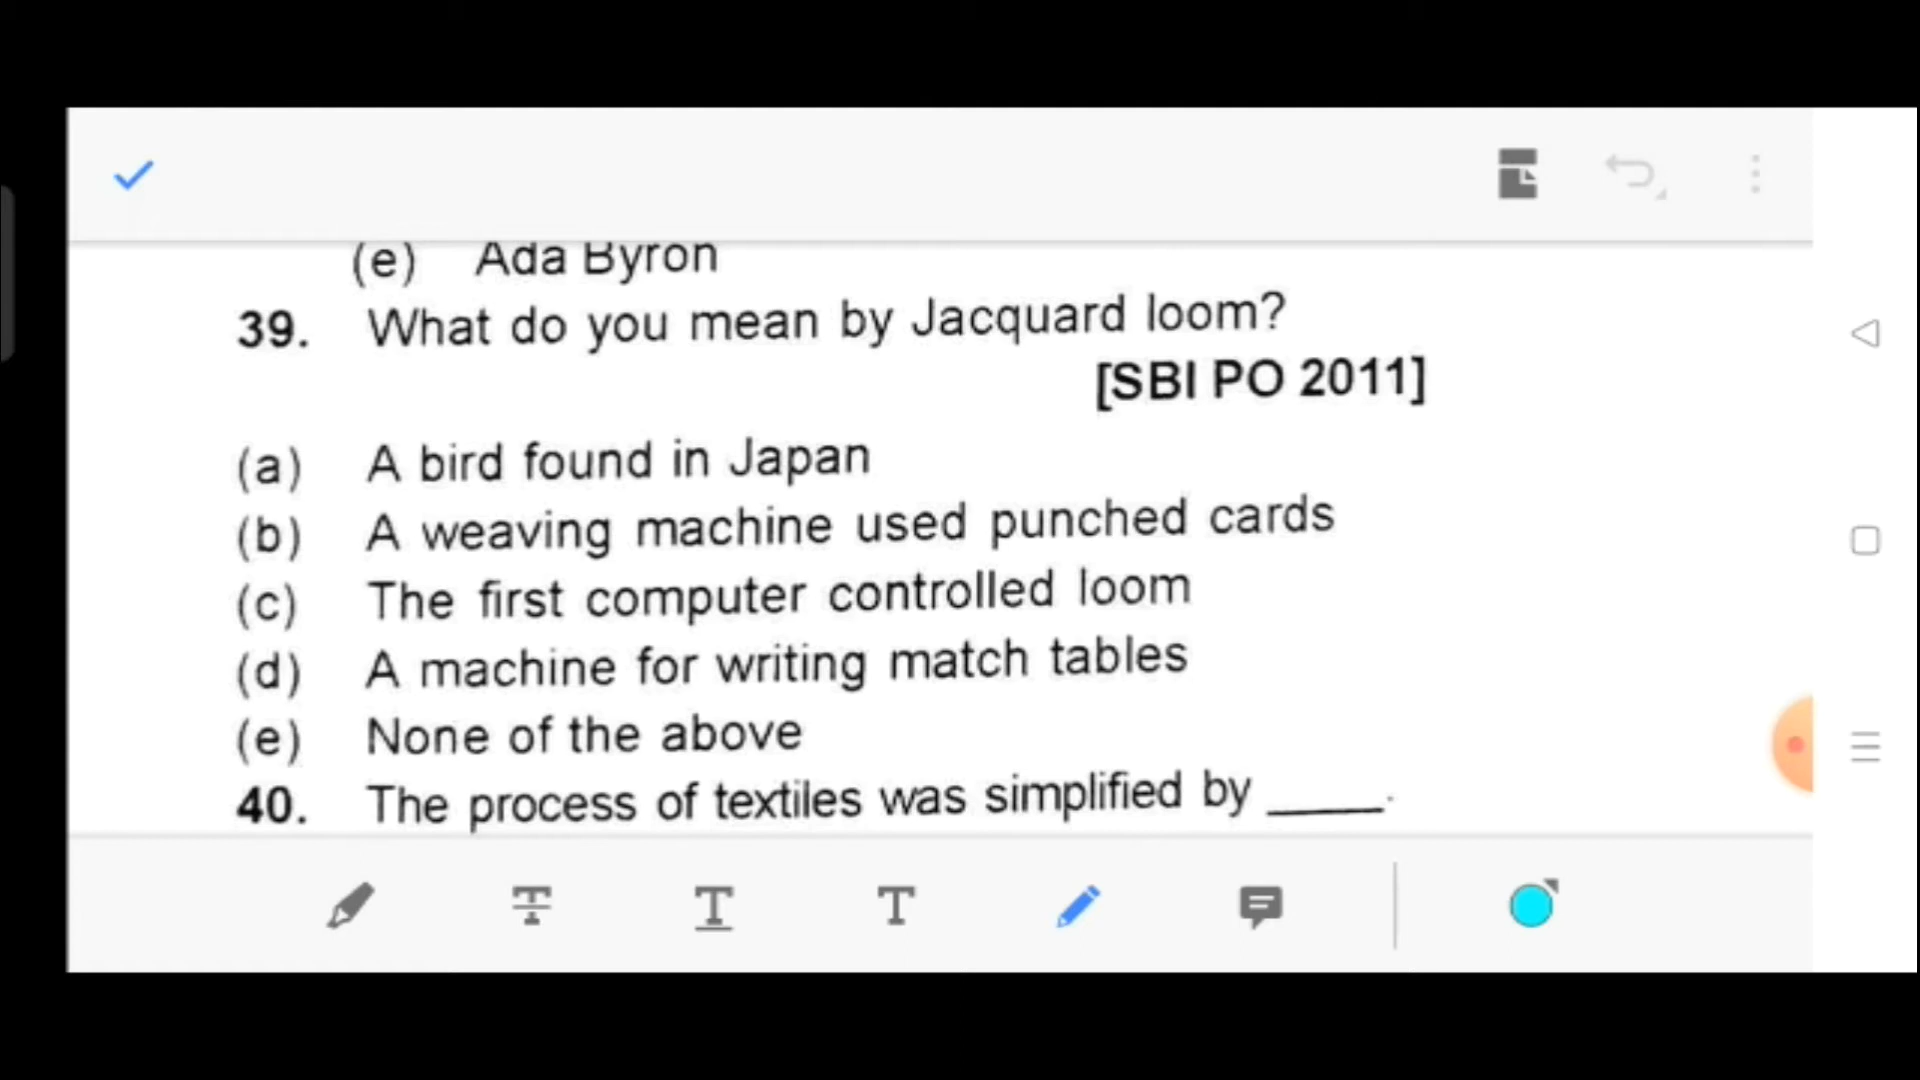 (e) Ada Byron
39. What do you mean by Jacquard loom?
[SBI PO 2011]
(a) A bird found in Japan
(b) A weaving machine used punched cards
(c) The first computer controlled loom
(d) A machine for writing match tables
(e) None of the above
40. The process of textiles was simplified by _____.